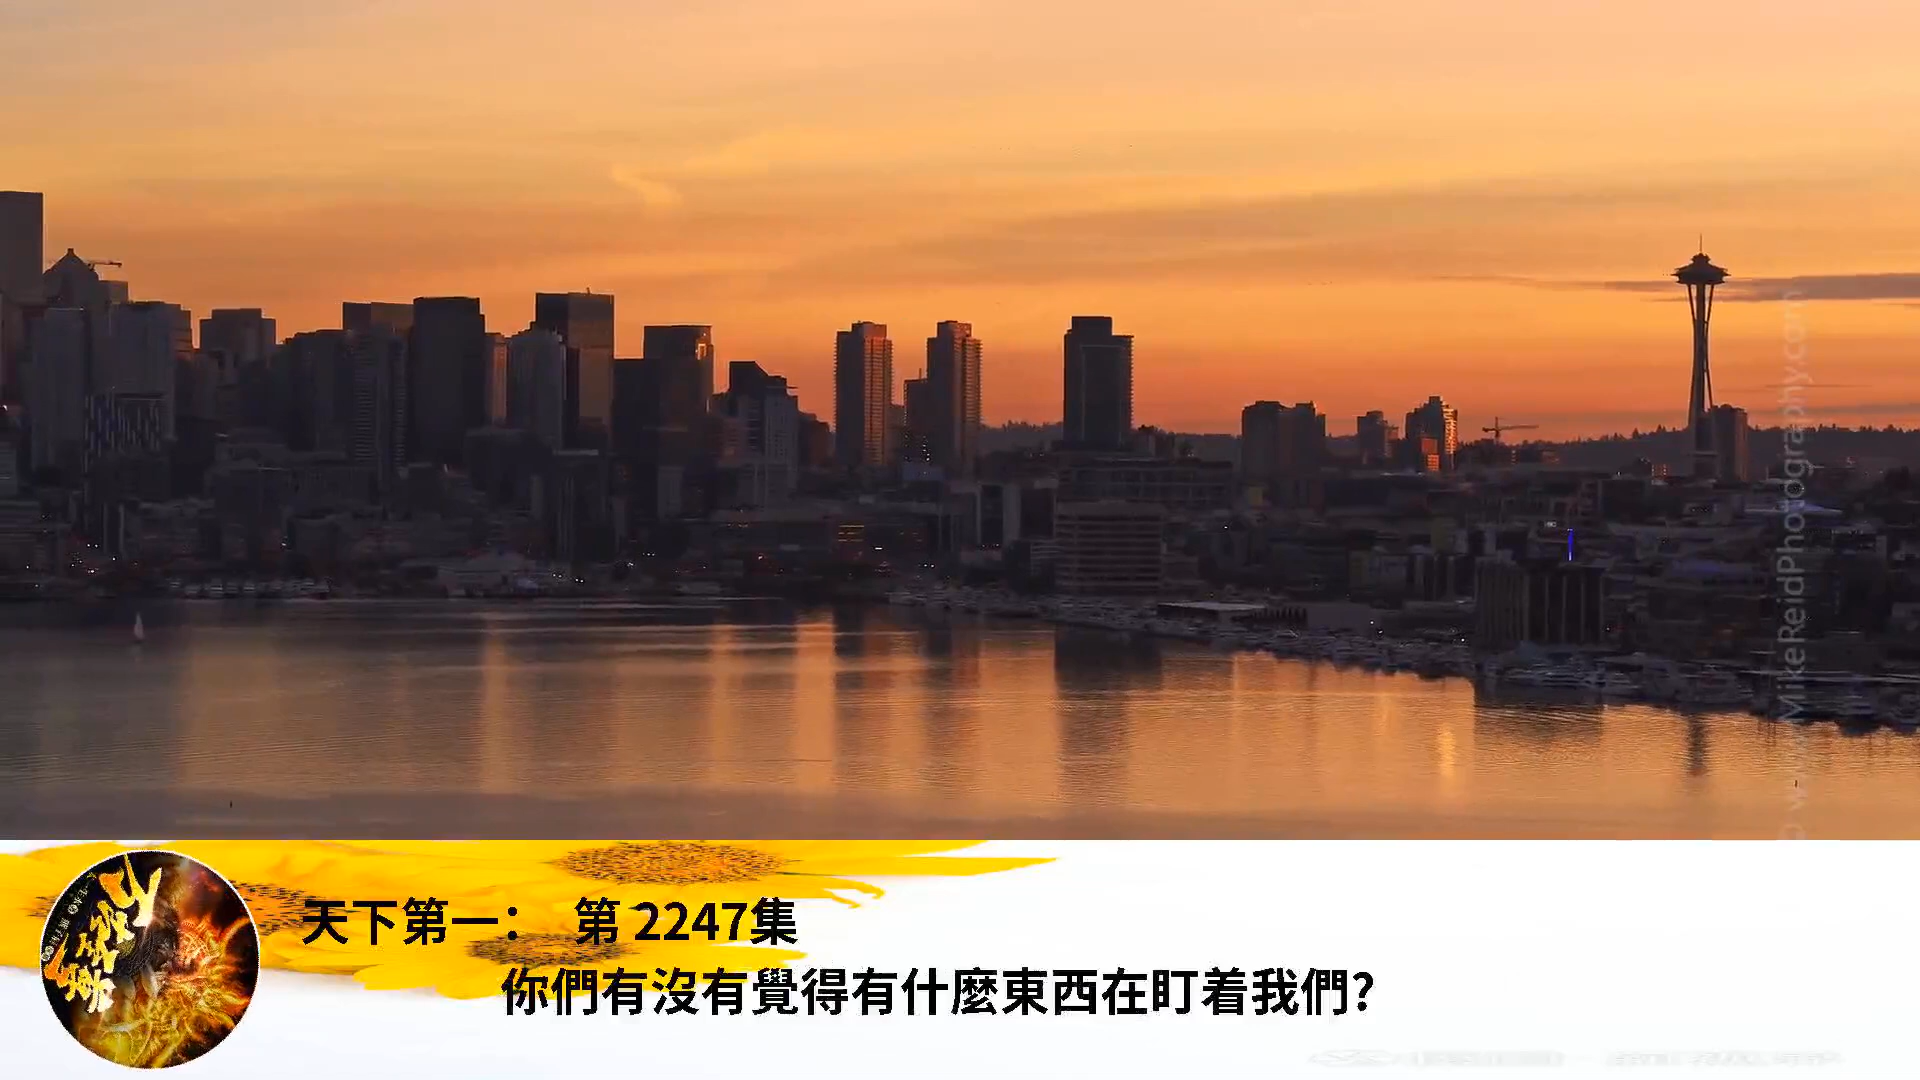 © www.MikeReidPhotography.com
天下第一： 第 2247集
你們有沒有覺得有什麼東西在盯着我們?